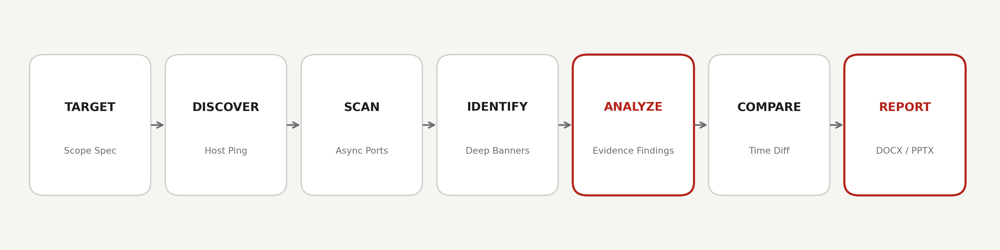 TARGET
Scope Spec
DISCOVER
Host Ping
SCAN
Async Ports
IDENTIFY
Deep Banners
ANALYZE
Evidence Findings
COMPARE
Time Diff
REPORT
DOCX / PPTX